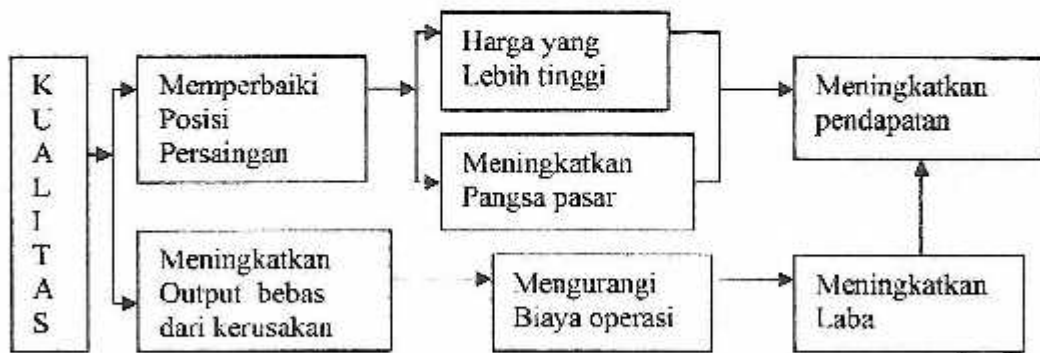 KUALITAS
Memperbaiki
Posisi
Persaingan
Harga yang
Lebih tinggi
Meningkatkan
Pangsa pasar
Meningkatkan
pendapatan
Meningkatkan
Output bebas
dari kerusakan
Mengurangi
Biaya operasi
Meningkatkan
Laba